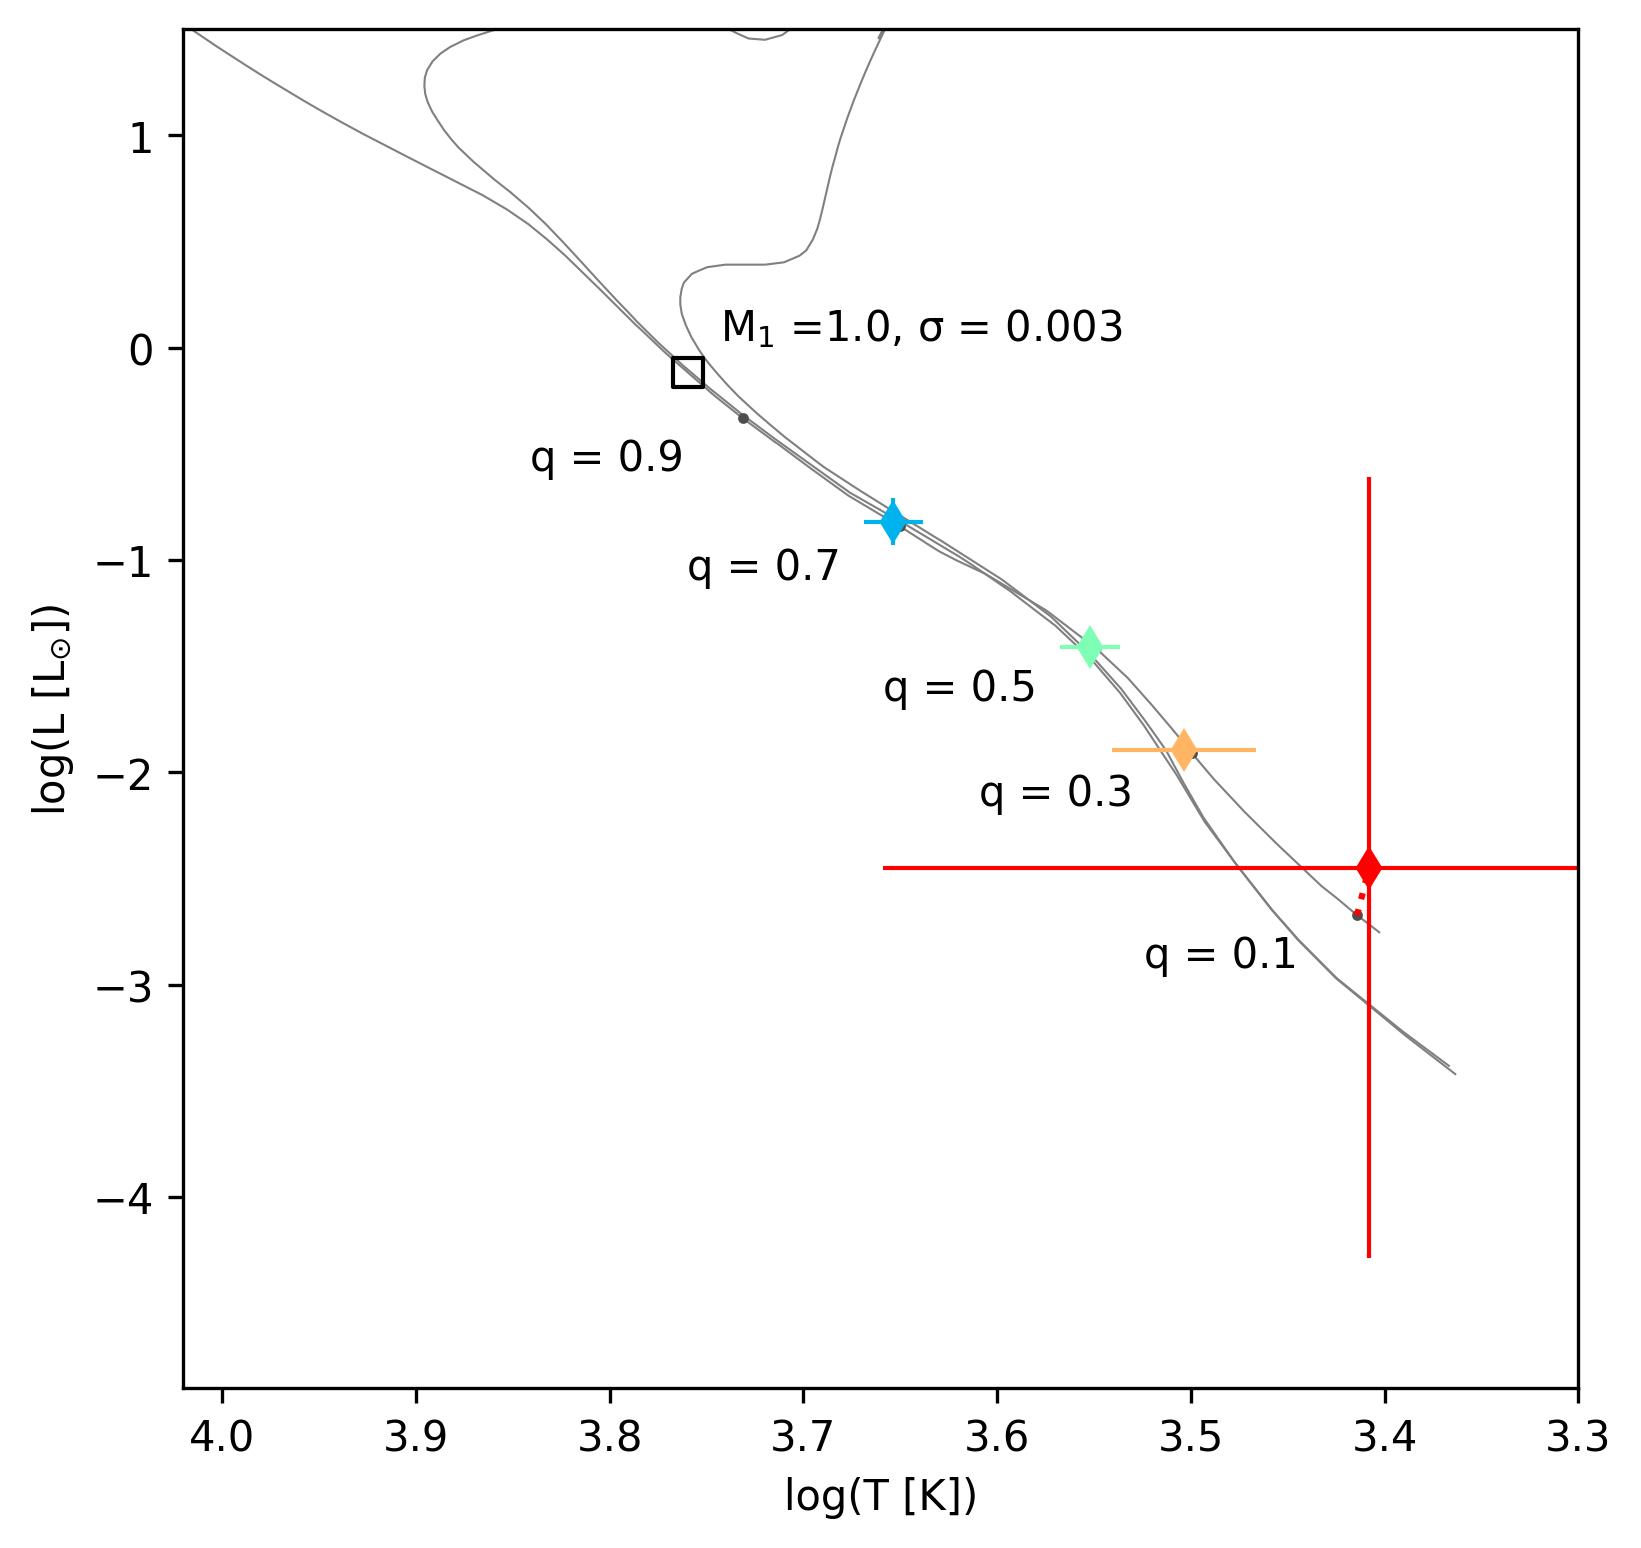 1
0
−1
−2
−3
−4
log(L [L☉])
M₁ =1.0, σ = 0.003
q = 0.9
q = 0.7
q = 0.5
q = 0.3
q = 0.1
4.0 3.9 3.8 3.7 3.6 3.5 3.4 3.3
log(T [K])